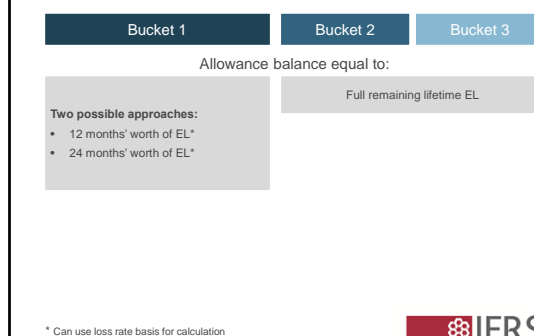 Bucket 1
Bucket 2
Bucket 3
Allowance balance equal to:
Two possible approaches:
• 12 months' worth of EL*
• 24 months' worth of EL*
Full remaining lifetime EL
* Can use loss rate basis for calculation
IFRS